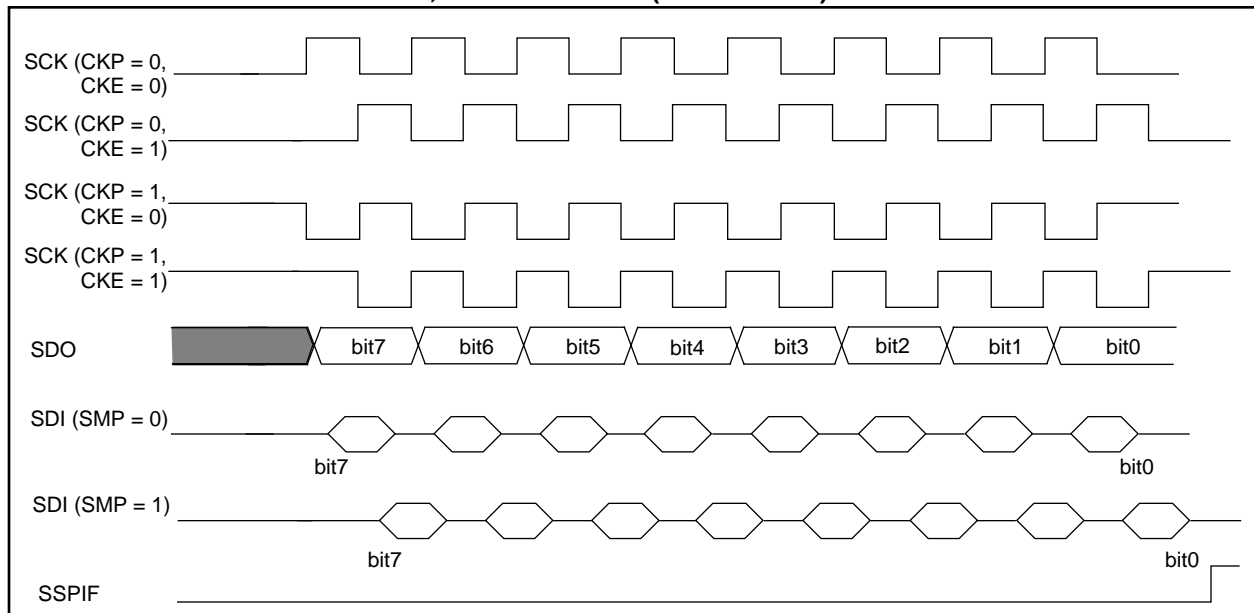 SCK (CKP = 0,
CKE = 0)
SCK (CKP = 0,
CKE = 1)
SCK (CKP = 1,
CKE = 0)
SCK (CKP = 1,
CKE = 1)
SDO bit7 bit6 bit5 bit4 bit3 bit2 bit1 bit0
SDI (SMP = 0)
bit7 bit0
SDI (SMP = 1)
bit7 bit0
SSPIF